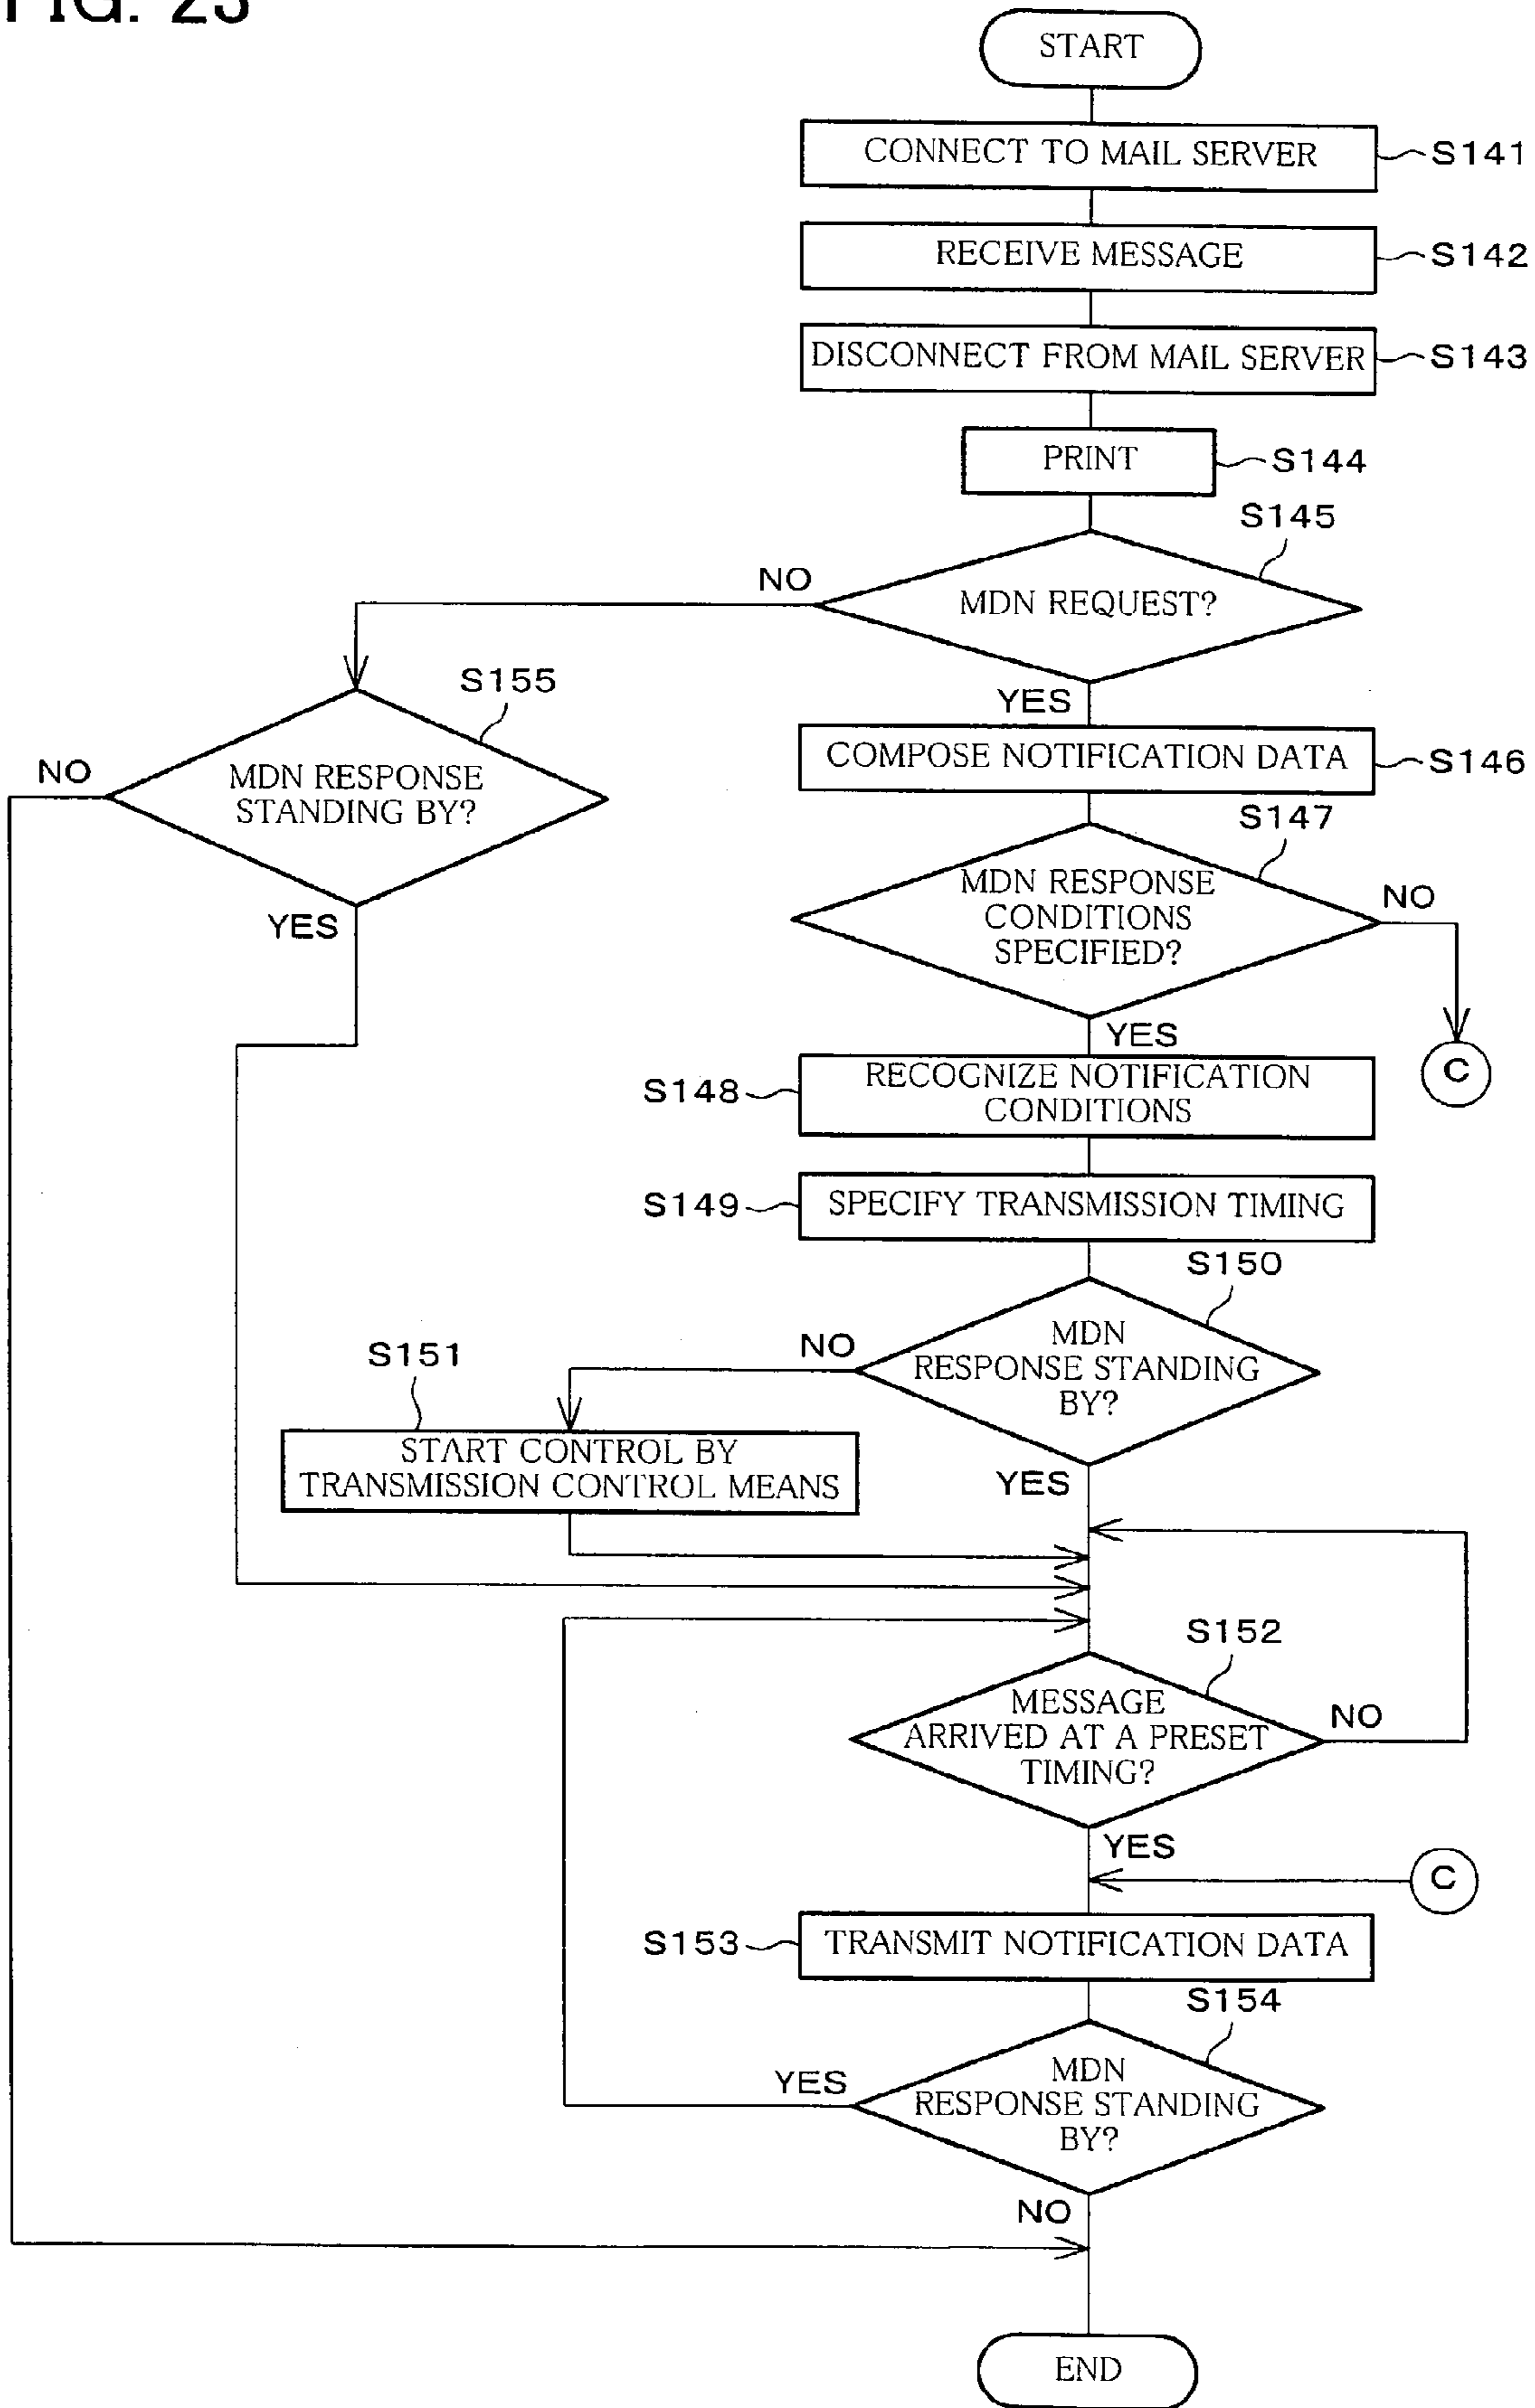 FIG. 23
START
CONNECT TO MAIL SERVER
S141
RECEIVE MESSAGE
S142
DISCONNECT FROM MAIL SERVER
S143
PRINT
S144
S145
NO
MDN REQUEST?
YES
S155
NO
MDN RESPONSE
STANDING BY?
YES
COMPOSE NOTIFICATION DATA
S146
S147
MDN RESPONSE
CONDITIONS
SPECIFIED?
NO
YES
C
S148
RECOGNIZE NOTIFICATION
CONDITIONS
S149
SPECIFY TRANSMISSION TIMING
S150
NO
MDN
RESPONSE STANDING
BY?
YES
S151
START CONTROL BY
TRANSMISSION CONTROL MEANS
S152
MESSAGE
ARRIVED AT A PRESET
TIMING?
NO
YES
C
S153
TRANSMIT NOTIFICATION DATA
S154
YES
MDN
RESPONSE STANDING
BY?
NO
END